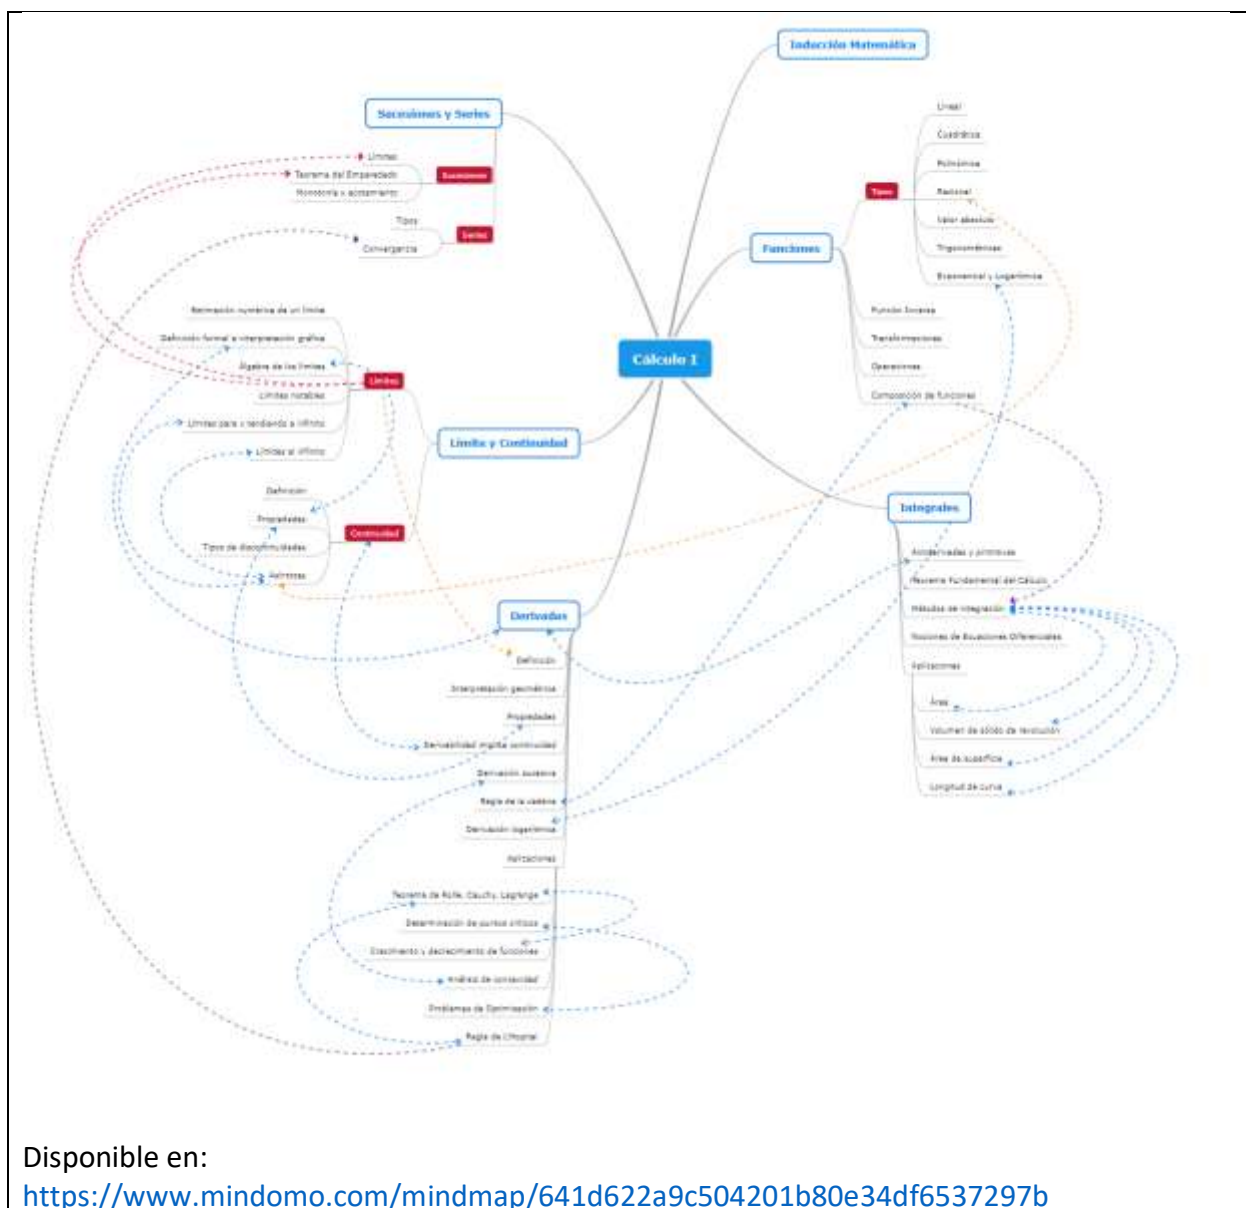 Inducción Matemática
Sucesiones y Series
Sucesiones
Límites
Teorema del Emparedado
Monotonía y acotamiento
Series
Tipos
Convergencia
Funciones
Tipos
Lineal
Cuadrática
Polinómica
Racional
Valor absoluto
Trigonométricas
Exponencial y Logarítmica
Función Inversa
Transformaciones
Operaciones
Composición de funciones
Cálculo I
Límite y Continuidad
Límites
Estimación numérica de un límite
Definición formal e interpretación gráfica
Álgebra de los límites
Límites notables
Límites para x tendiendo a infinito
Límites al infinito
Continuidad
Definición
Propiedades
Tipos de discontinuidades
Asíntotas
Derivadas
Definición
Interpretación geométrica
Propiedades
Derivabilidad implica continuidad
Derivación sucesiva
Regla de la cadena
Derivación logarítmica
Aplicaciones
Teorema de Rolle, Cauchy, Lagrange
Determinación de puntos críticos
Crecimiento y decrecimiento de funciones
Análisis de concavidad
Problemas de Optimización
Regla de L'Hopital
Integrales
Antiderivadas y primitivas
Teorema Fundamental del Cálculo
Métodos de integración
Nociones de Ecuaciones Diferenciales
Aplicaciones
Área
Volumen de sólido de revolución
Área de superficie
Longitud de curva
Disponible en:
https://www.mindomo.com/mindmap/641d622a9c504201b80e34df6537297b